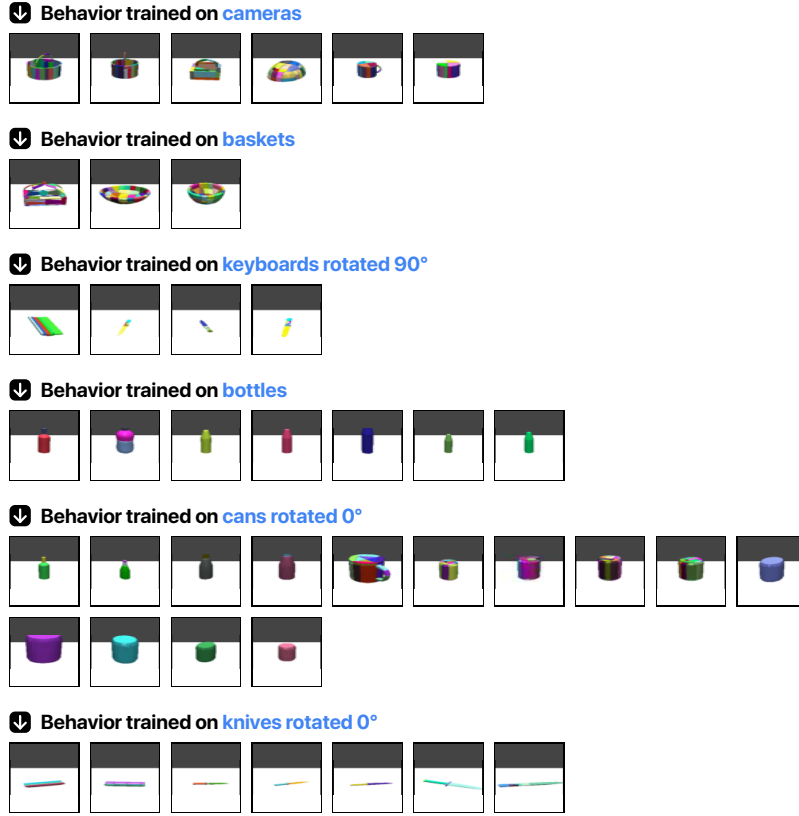 Behavior trained on cameras
Behavior trained on baskets
Behavior trained on keyboards rotated 90°
Behavior trained on bottles
Behavior trained on cans rotated 0°
Behavior trained on knives rotated 0°